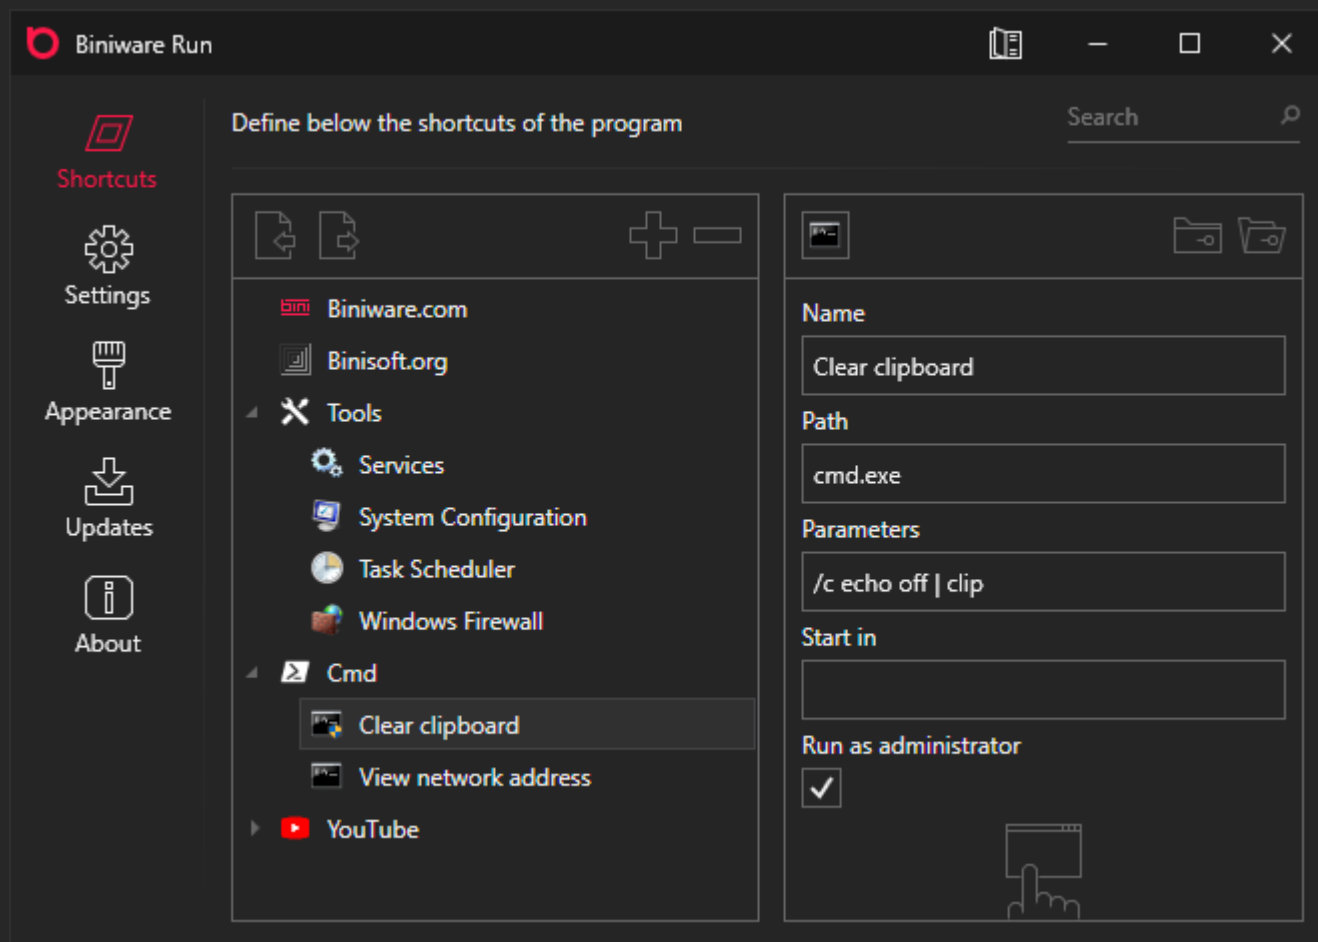 Biniware Run
Shortcuts
Settings
Appearance
Updates
About
Define below the shortcuts of the program
Search
bini
Biniware.com
Binisoft.org
Tools
Services
System Configuration
Task Scheduler
Windows Firewall
Cmd
Clear clipboard
View network address
YouTube
Name
Clear clipboard
Path
cmd.exe
Parameters
/c echo off | clip
Start in
Run as administrator